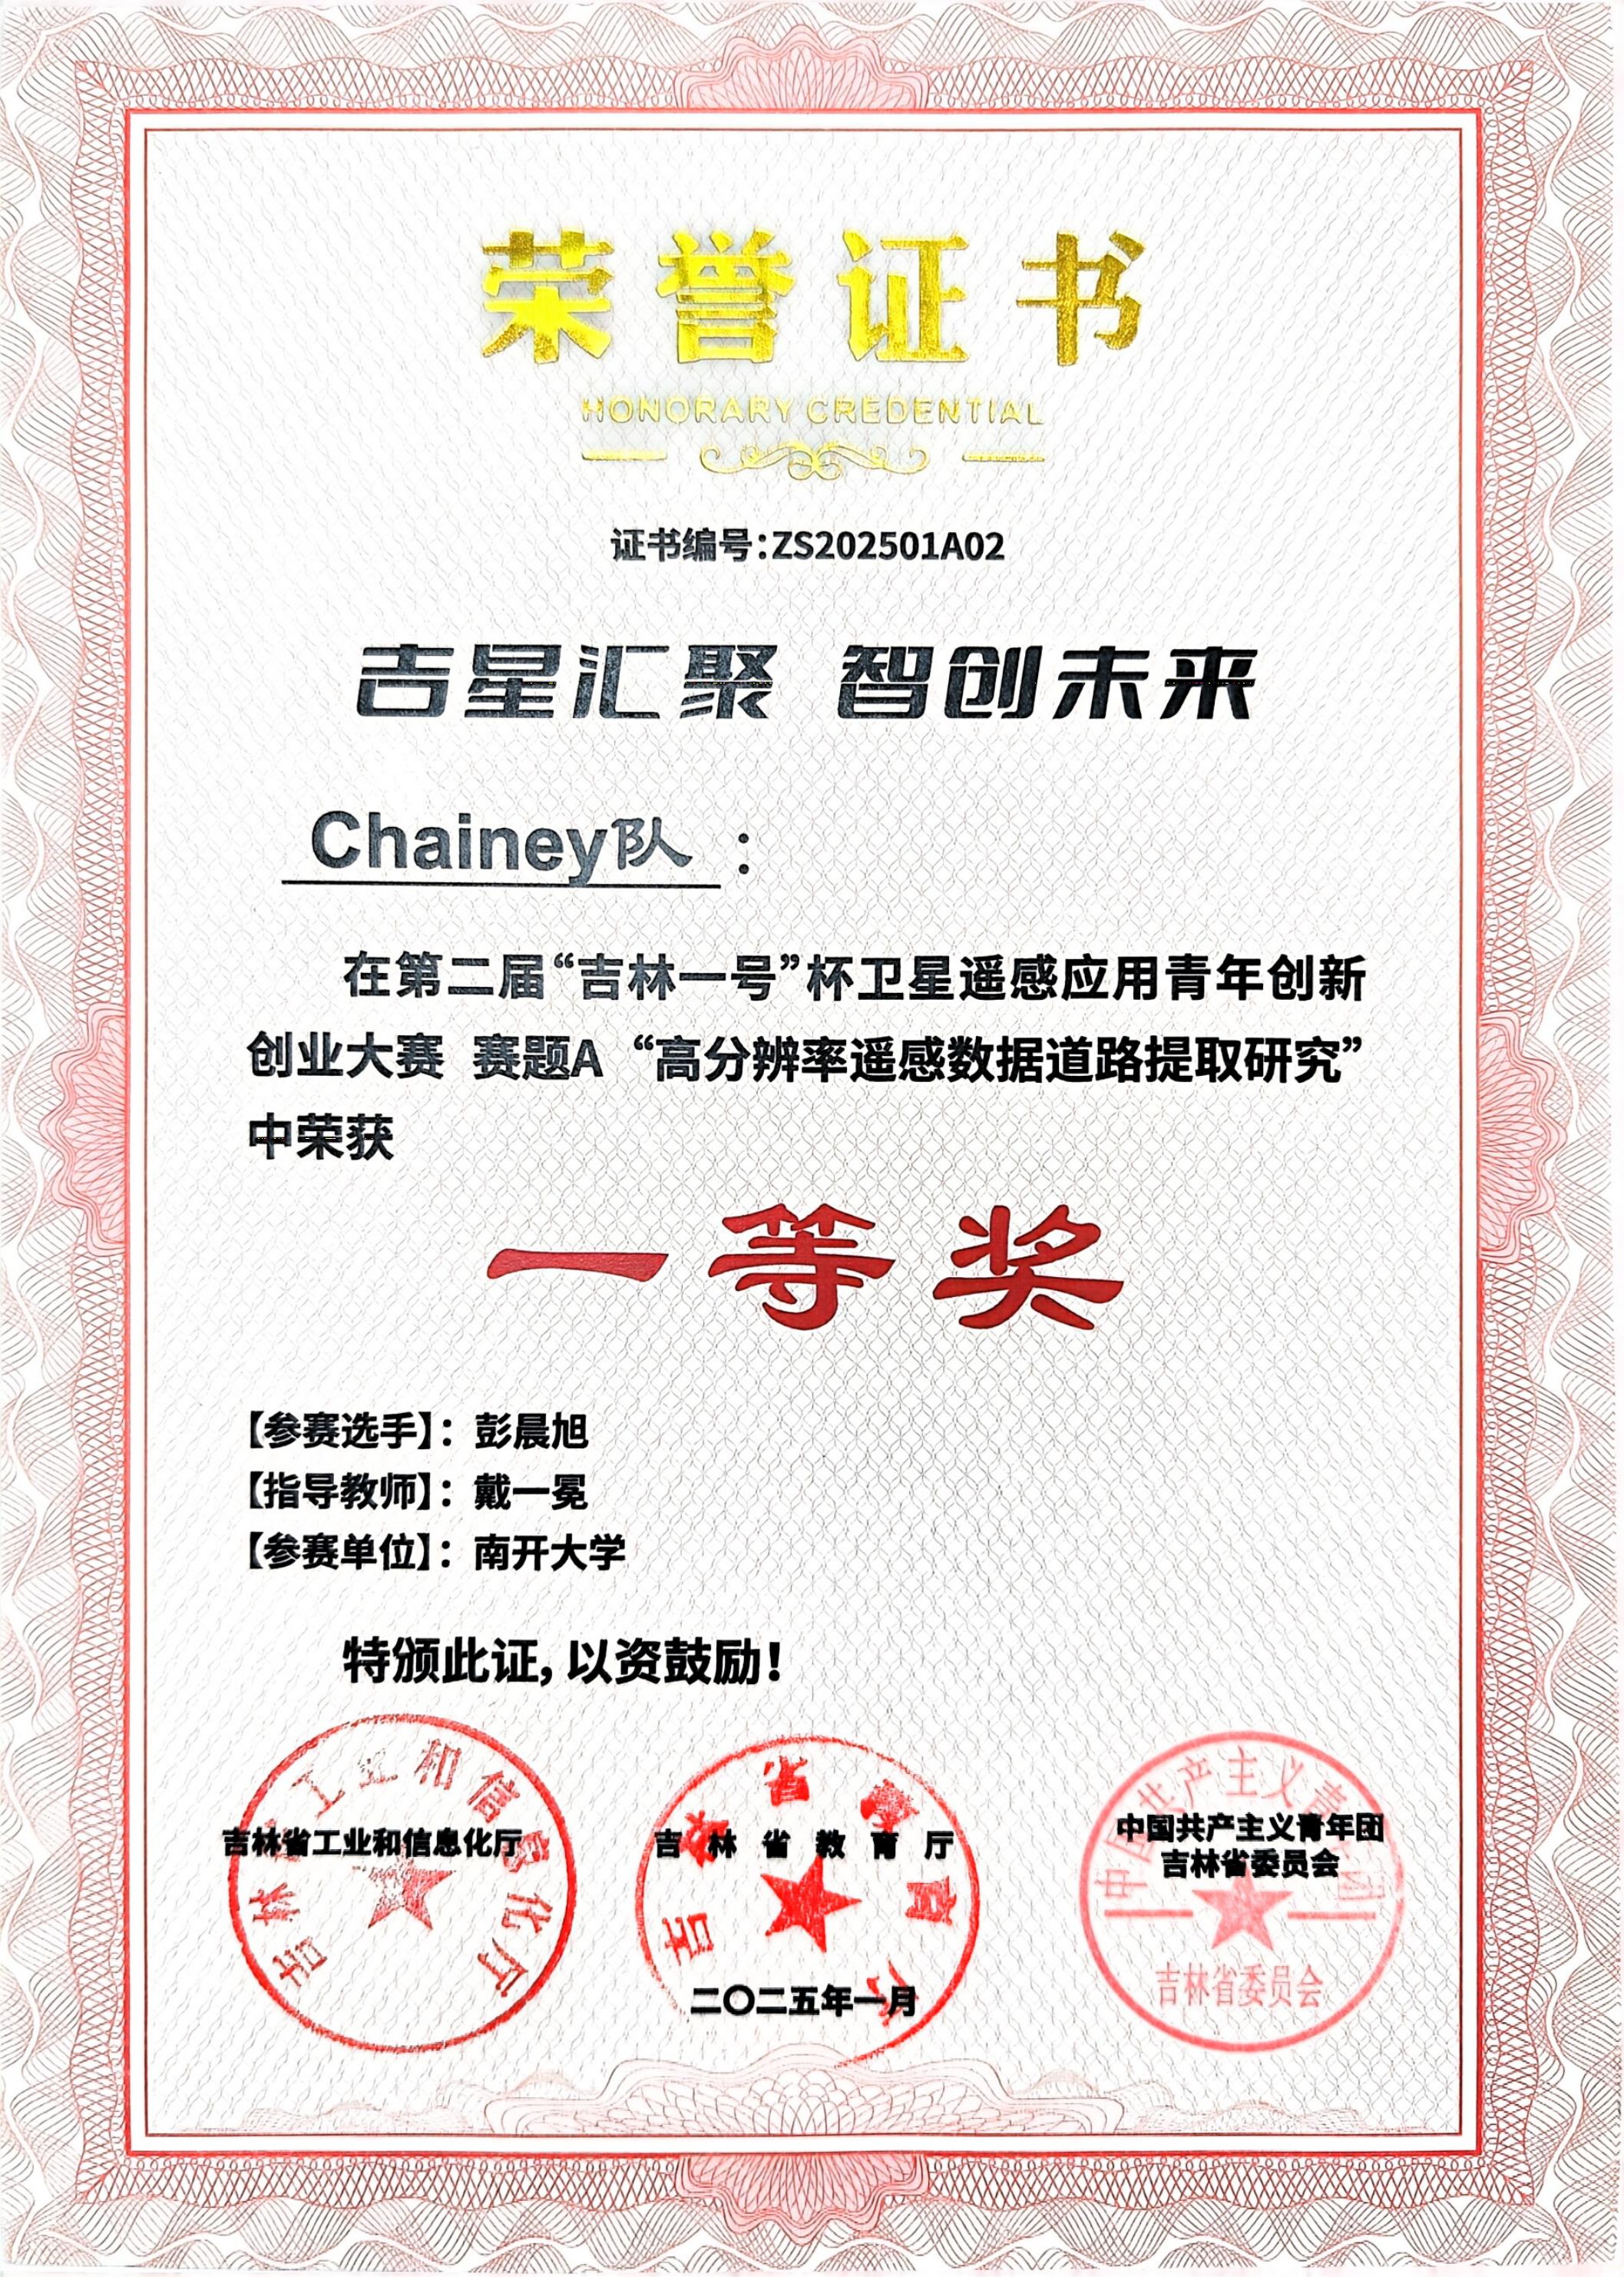 荣誉证书
HONORARY CREDENTIAL
证书编号：ZS202501A02
吉星汇聚 智创未来
Chainey队：
在第二届“吉林一号”杯卫星遥感应用青年创新
创业大赛 赛题A “高分辨率遥感数据道路提取研究”
中荣获
一等奖
【参赛选手】：彭晨旭
【指导教师】：戴一冕
【参赛单位】：南开大学
特颁此证，以资鼓励！
吉林省工业和信息化厅
吉林省工业和信息化厅
吉林省教育厅
吉林省教育厅
中国共产主义青年团
中国共产主义青年团
吉林省委员会
吉林省委员会
二〇二五年一月